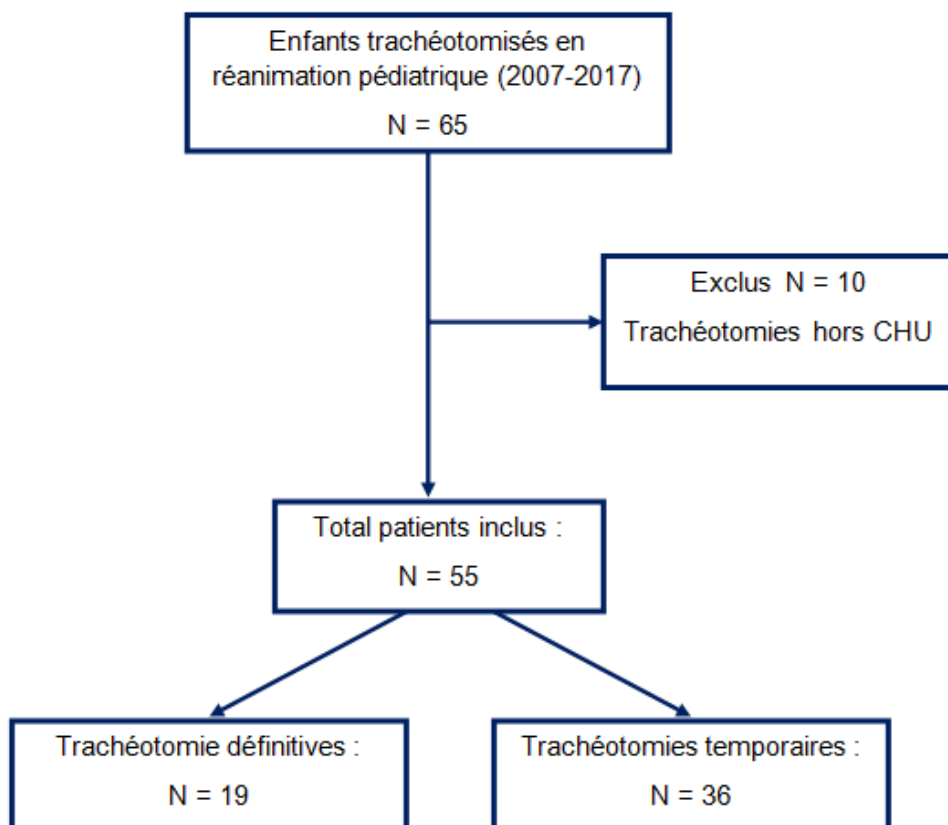 Enfants trachéotomisés en
réanimation pédiatrique (2007-2017)
N = 65
Exclus N = 10
Trachéotomies hors CHU
Total patients inclus :
N = 55
Trachéotomie définitives :
N = 19
Trachéotomies temporaires :
N = 36